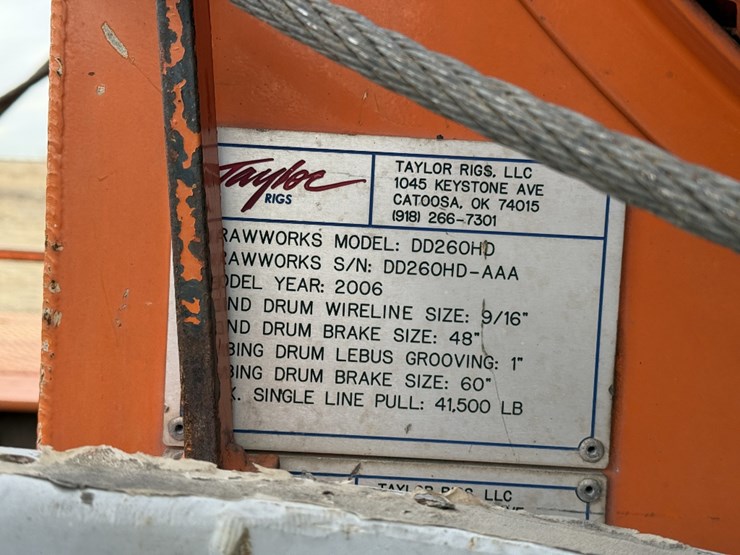 Taylor
RIGS
TAYLOR RIGS, LLC
1045 KEYSTONE AVE
CATOOSA, OK 74015
(918) 266-7301
RAWWORKS MODEL: DD260HD
RAWWORKS S/N: DD260HD-AAA
ODEL YEAR: 2006
ND DRUM WIRELINE SIZE: 9/16"
ND DRUM BRAKE SIZE: 48"
BING DRUM LEBUS GROOVING: 1"
BING DRUM BRAKE SIZE: 60"
X. SINGLE LINE PULL: 41,500 LB
TAYLOR RIGS, LLC